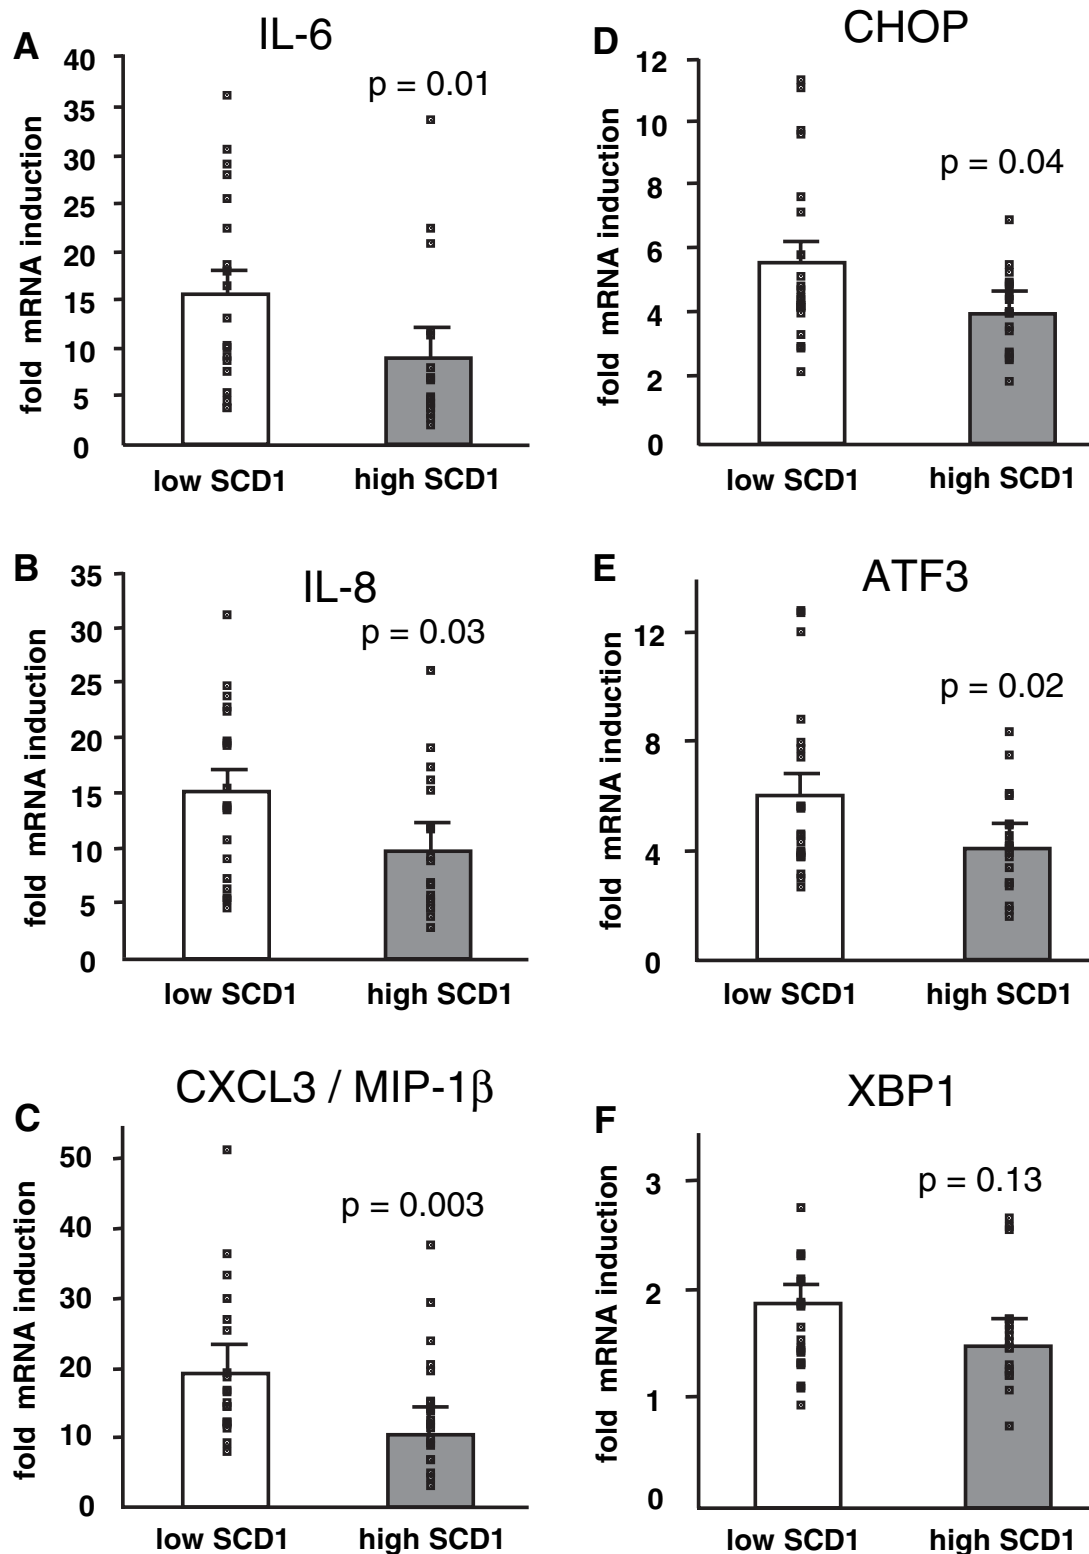 A
IL-6
p = 0.01
fold mRNA induction
40
35
30
25
20
15
10
5
0
low SCD1
high SCD1
D
CHOP
p = 0.04
fold mRNA induction
12
10
8
6
4
2
0
low SCD1
high SCD1
B
IL-8
p = 0.03
fold mRNA induction
35
30
25
20
15
10
5
0
low SCD1
high SCD1
E
ATF3
p = 0.02
fold mRNA induction
12
8
4
0
low SCD1
high SCD1
C
CXCL3 / MIP-1β
p = 0.003
fold mRNA induction
50
40
30
20
10
0
low SCD1
high SCD1
F
XBP1
p = 0.13
fold mRNA induction
3
2
1
0
low SCD1
high SCD1